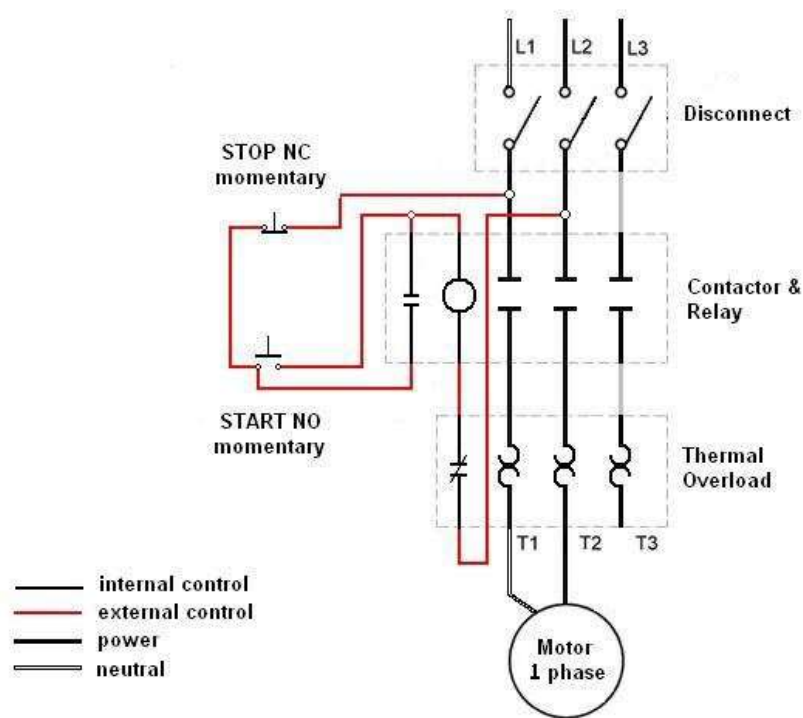 L1 L2 L3
Disconnect
STOP NC
momentary
Contactor &
Relay
START NO
momentary
Thermal
Overload
T1 T2 T3
internal control
external control
power
neutral
Motor
1 phase